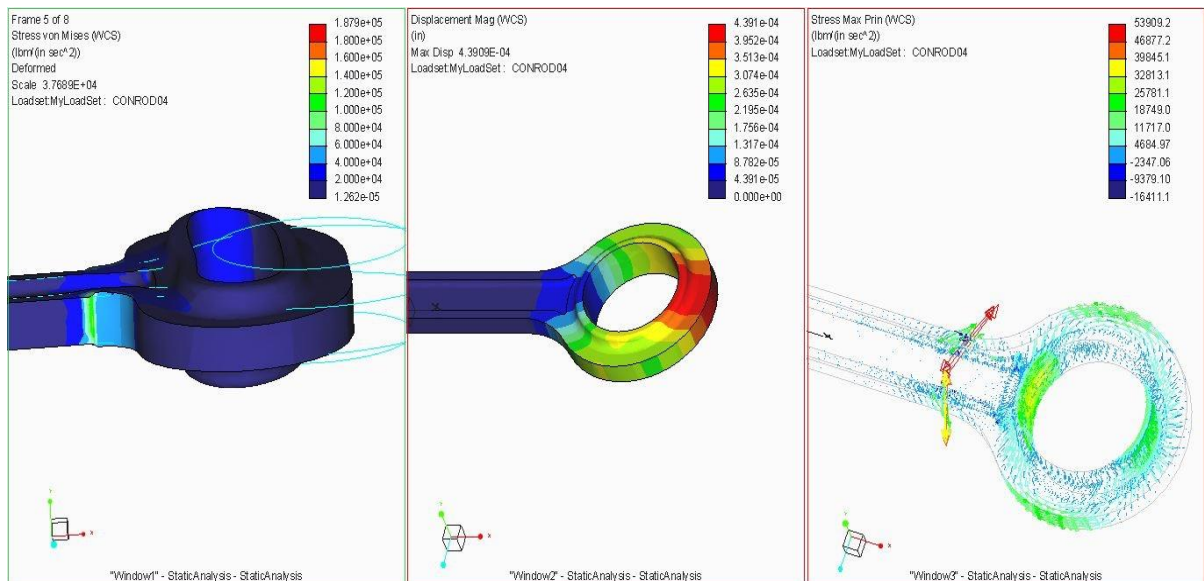 Frame 5 of 8
Stress von Mises (WCS)
(lbm/(in sec^2))
Deformed
Scale 3.7689E+04
Loadset:MyLoadSet : CONROD04
1.879e+05
1.800e+05
1.600e+05
1.400e+05
1.200e+05
1.000e+05
8.000e+04
6.000e+04
4.000e+04
2.000e+04
1.262e-05
"Window1" - StaticAnalysis - StaticAnalysis
Displacement Mag (WCS)
(in)
Max Disp 4.3909E-04
Loadset:MyLoadSet : CONROD04
4.391e-04
3.952e-04
3.513e-04
3.074e-04
2.635e-04
2.195e-04
1.756e-04
1.317e-04
8.782e-05
4.391e-05
0.000e+00
"Window2" - StaticAnalysis - StaticAnalysis
Stress Max Prin (WCS)
(lbm/(in sec^2))
Loadset:MyLoadSet : CONROD04
53909.2
46877.2
39845.1
32813.1
25781.1
18749.0
11717.0
4684.97
-2347.06
-9379.10
-16411.1
"Window3" - StaticAnalysis - StaticAnalysis